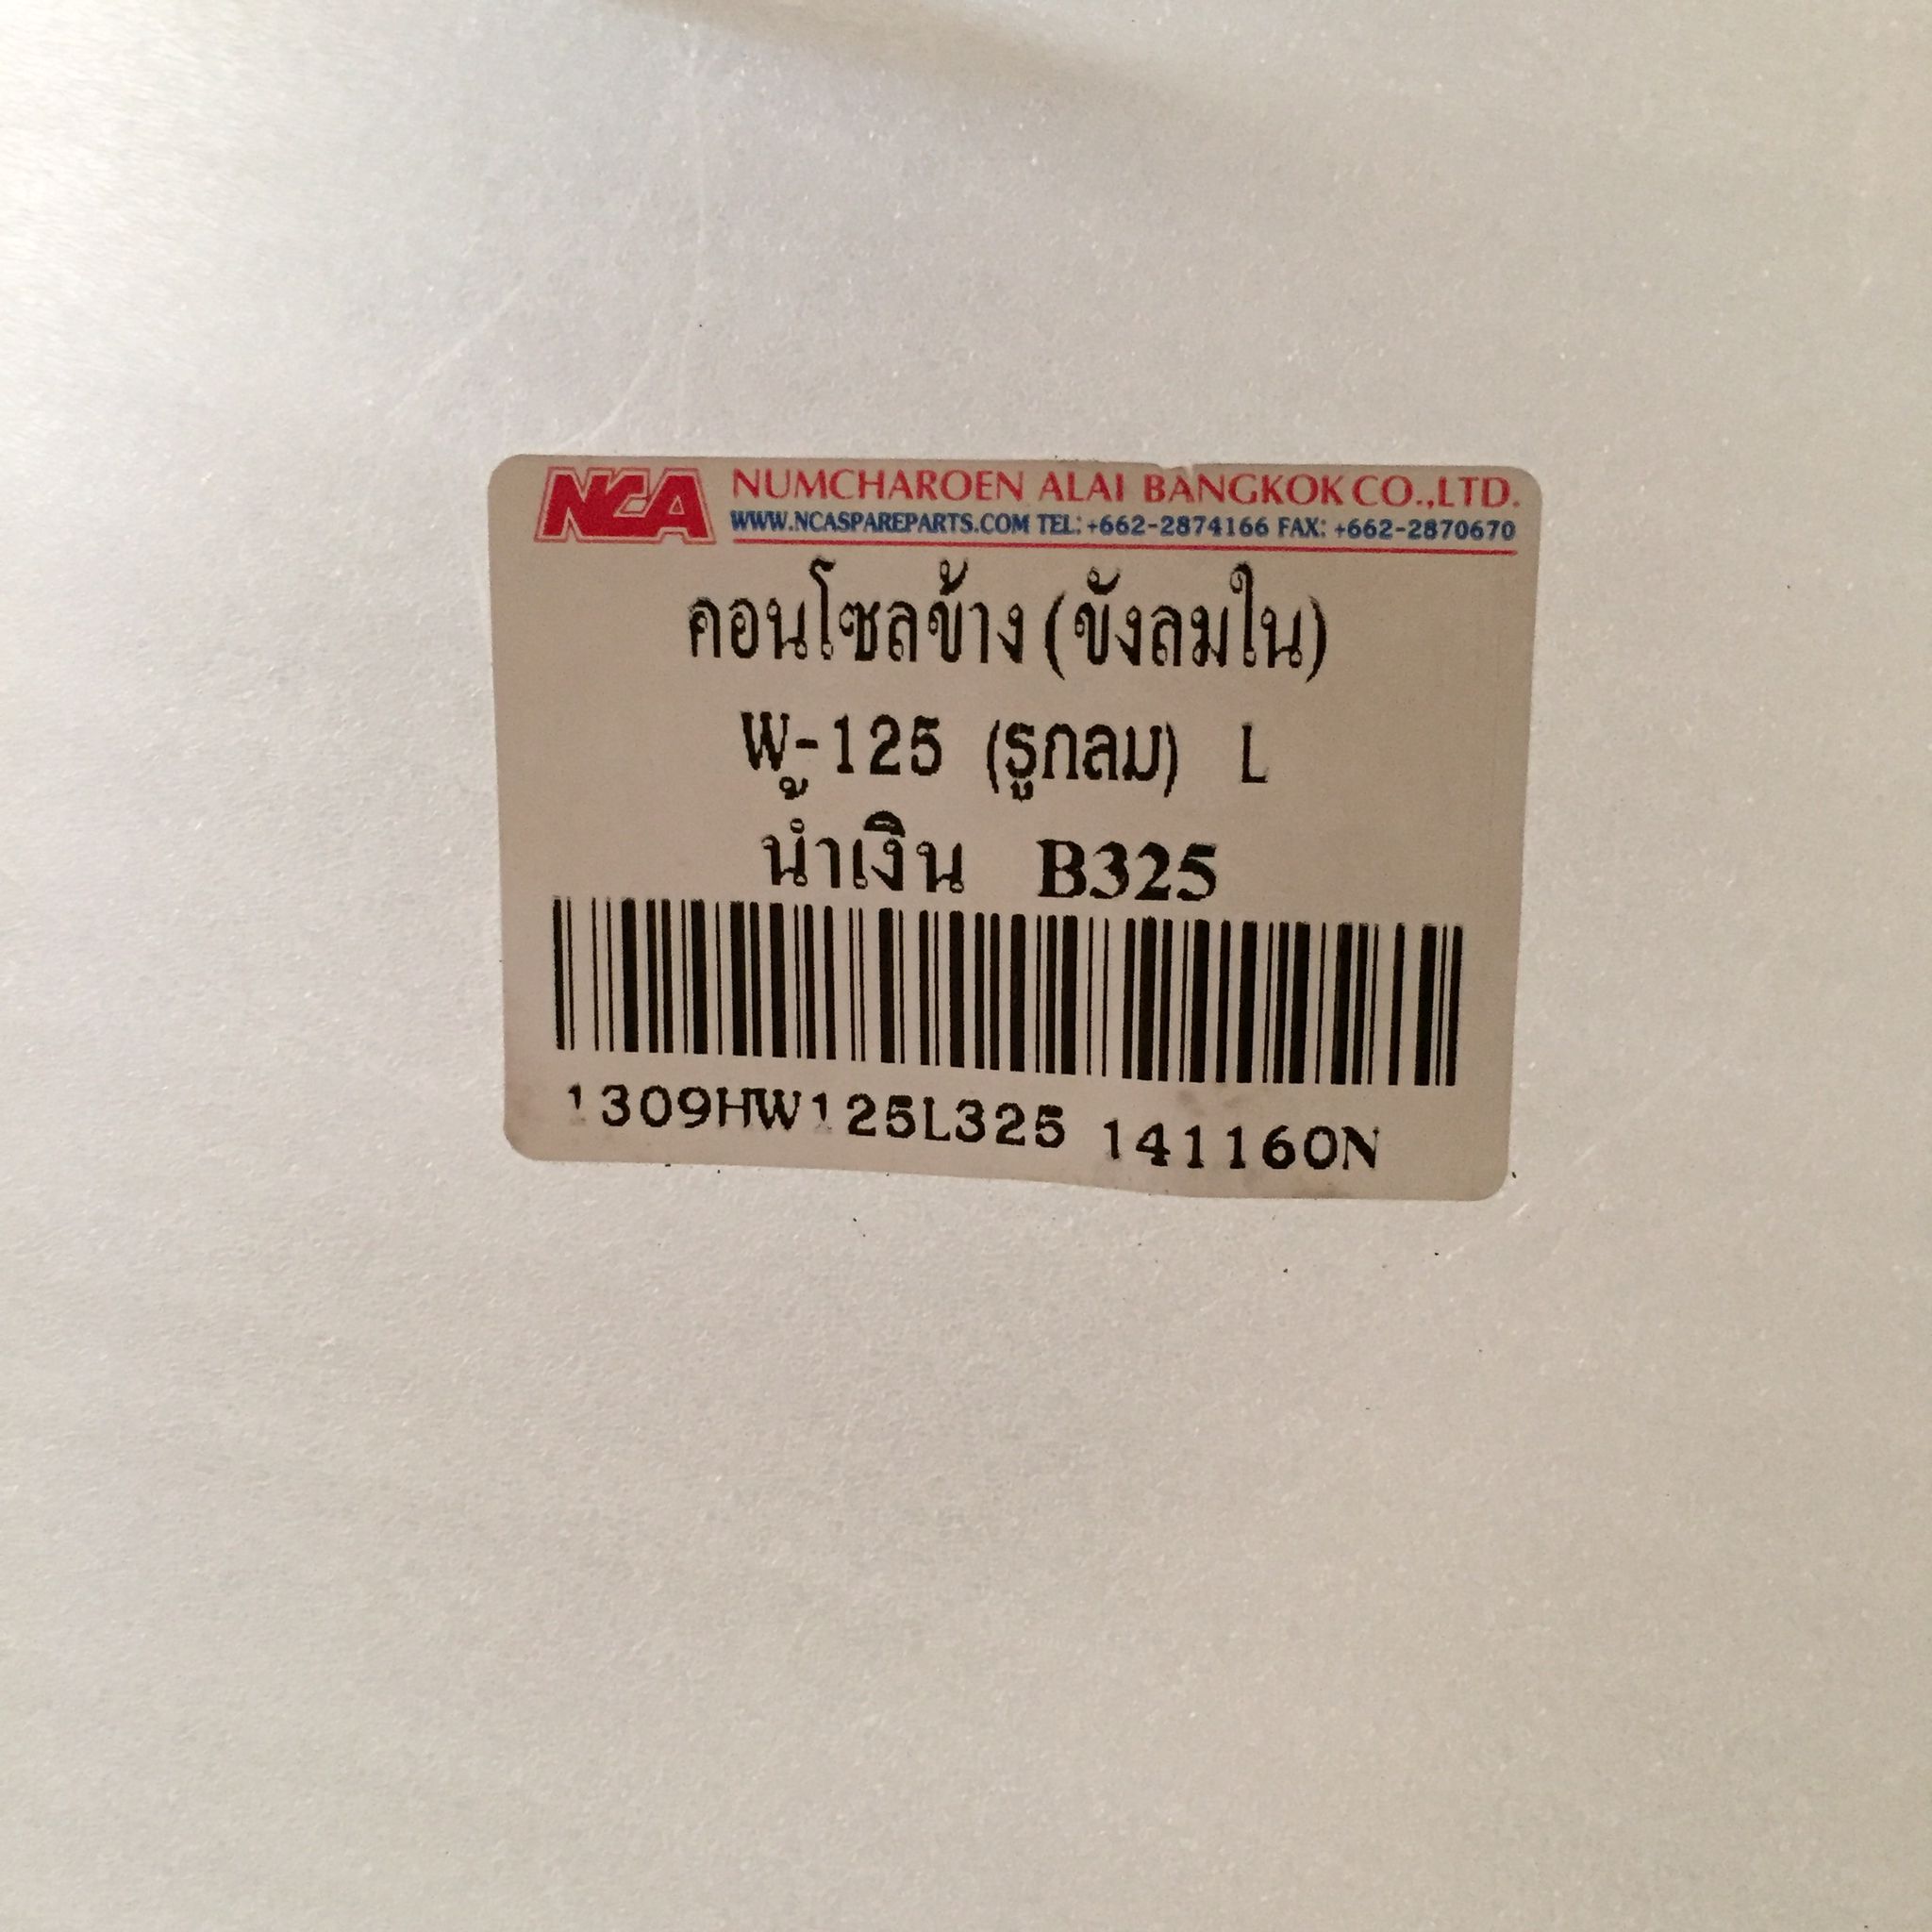 NCA NUMCHAROEN ALAI BANGKOK CO.,LTD.
WWW.NCASPAREPARTS.COM TEL: +662-2874166 FAX: +662-2870670
คอนโซลข้าง (ขังลมใน)
W-125 (รูกลม) L
น้ำเงิน B325
1309HW125L325 141160N